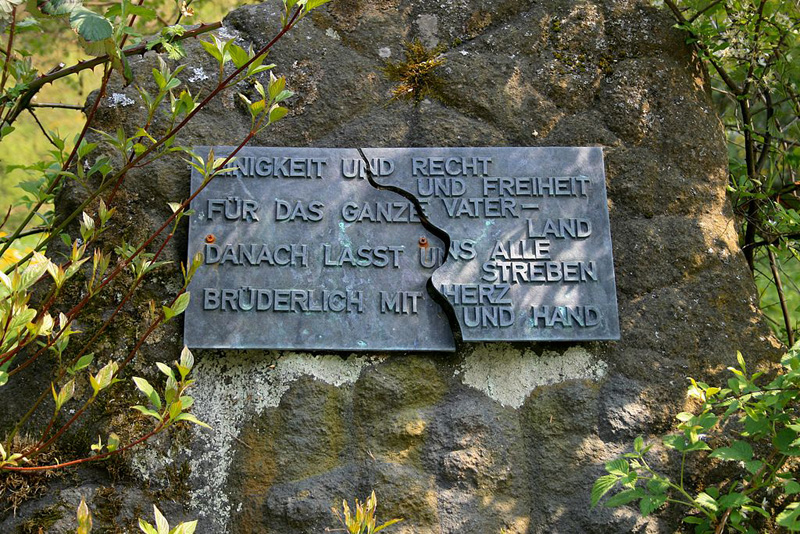 EINIGKEIT UND RECHT
UND FREIHEIT
FÜR DAS GANZE VATER–
LAND
DANACH LASST UNS ALLE
STREBEN
BRÜDERLICH MIT HERZ
UND HAND